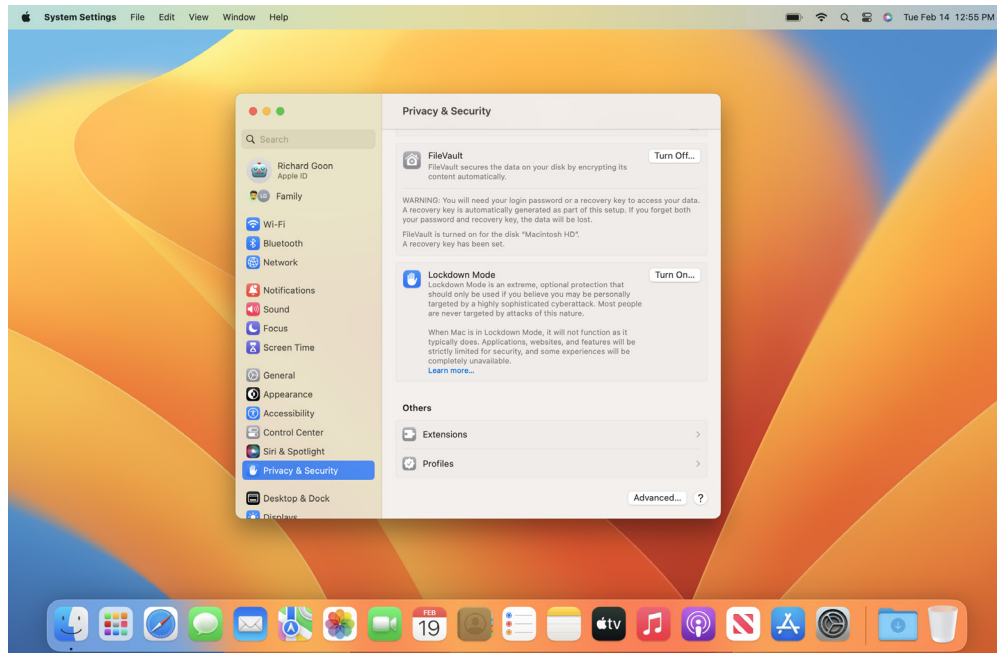 System Settings File Edit View Window Help
Tue Feb 14 12:55 PM
Search
Richard Goon
Apple ID
Family
Wi-Fi
Bluetooth
Network
Notifications
Sound
Focus
Screen Time
General
Appearance
Accessibility
Control Center
Siri & Spotlight
Privacy & Security
Desktop & Dock
Displays
Privacy & Security
FileVault
Turn Off...
FileVault secures the data on your disk by encrypting its
content automatically.
WARNING: You will need your login password or a recovery key to access your data.
A recovery key is automatically generated as part of this setup. If you forget both
your password and recovery key, the data will be lost.
FileVault is turned on for the disk “Macintosh HD”.
A recovery key has been set.
Lockdown Mode
Turn On...
Lockdown Mode is an extreme, optional protection that
should only be used if you believe you may be personally
targeted by a highly sophisticated cyberattack. Most people
are never targeted by attacks of this nature.
When Mac is in Lockdown Mode, it will not function as it
typically does. Applications, websites, and features will be
strictly limited for security, and some experiences will be
completely unavailable.
Learn more...
Others
Extensions
Profiles
Advanced... ?
FEB
19
tv